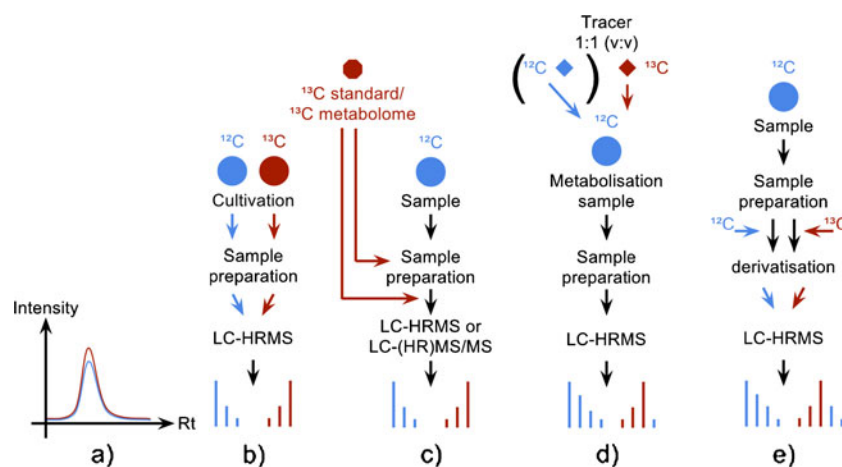 Intensity
Rt
a)
¹²C
¹³C
Cultivation
Sample
preparation
LC-HRMS
b)
¹³C standard/
¹³C metabolome
¹²C
Sample
Sample
preparation
LC-HRMS or
LC-(HR)MS/MS
c)
Tracer
1:1 (v:v)
(¹²C )
¹³C
¹²C
Metabolisation
sample
Sample
preparation
LC-HRMS
d)
¹²C
Sample
Sample
preparation
¹²C
¹³C
derivatisation
LC-HRMS
e)